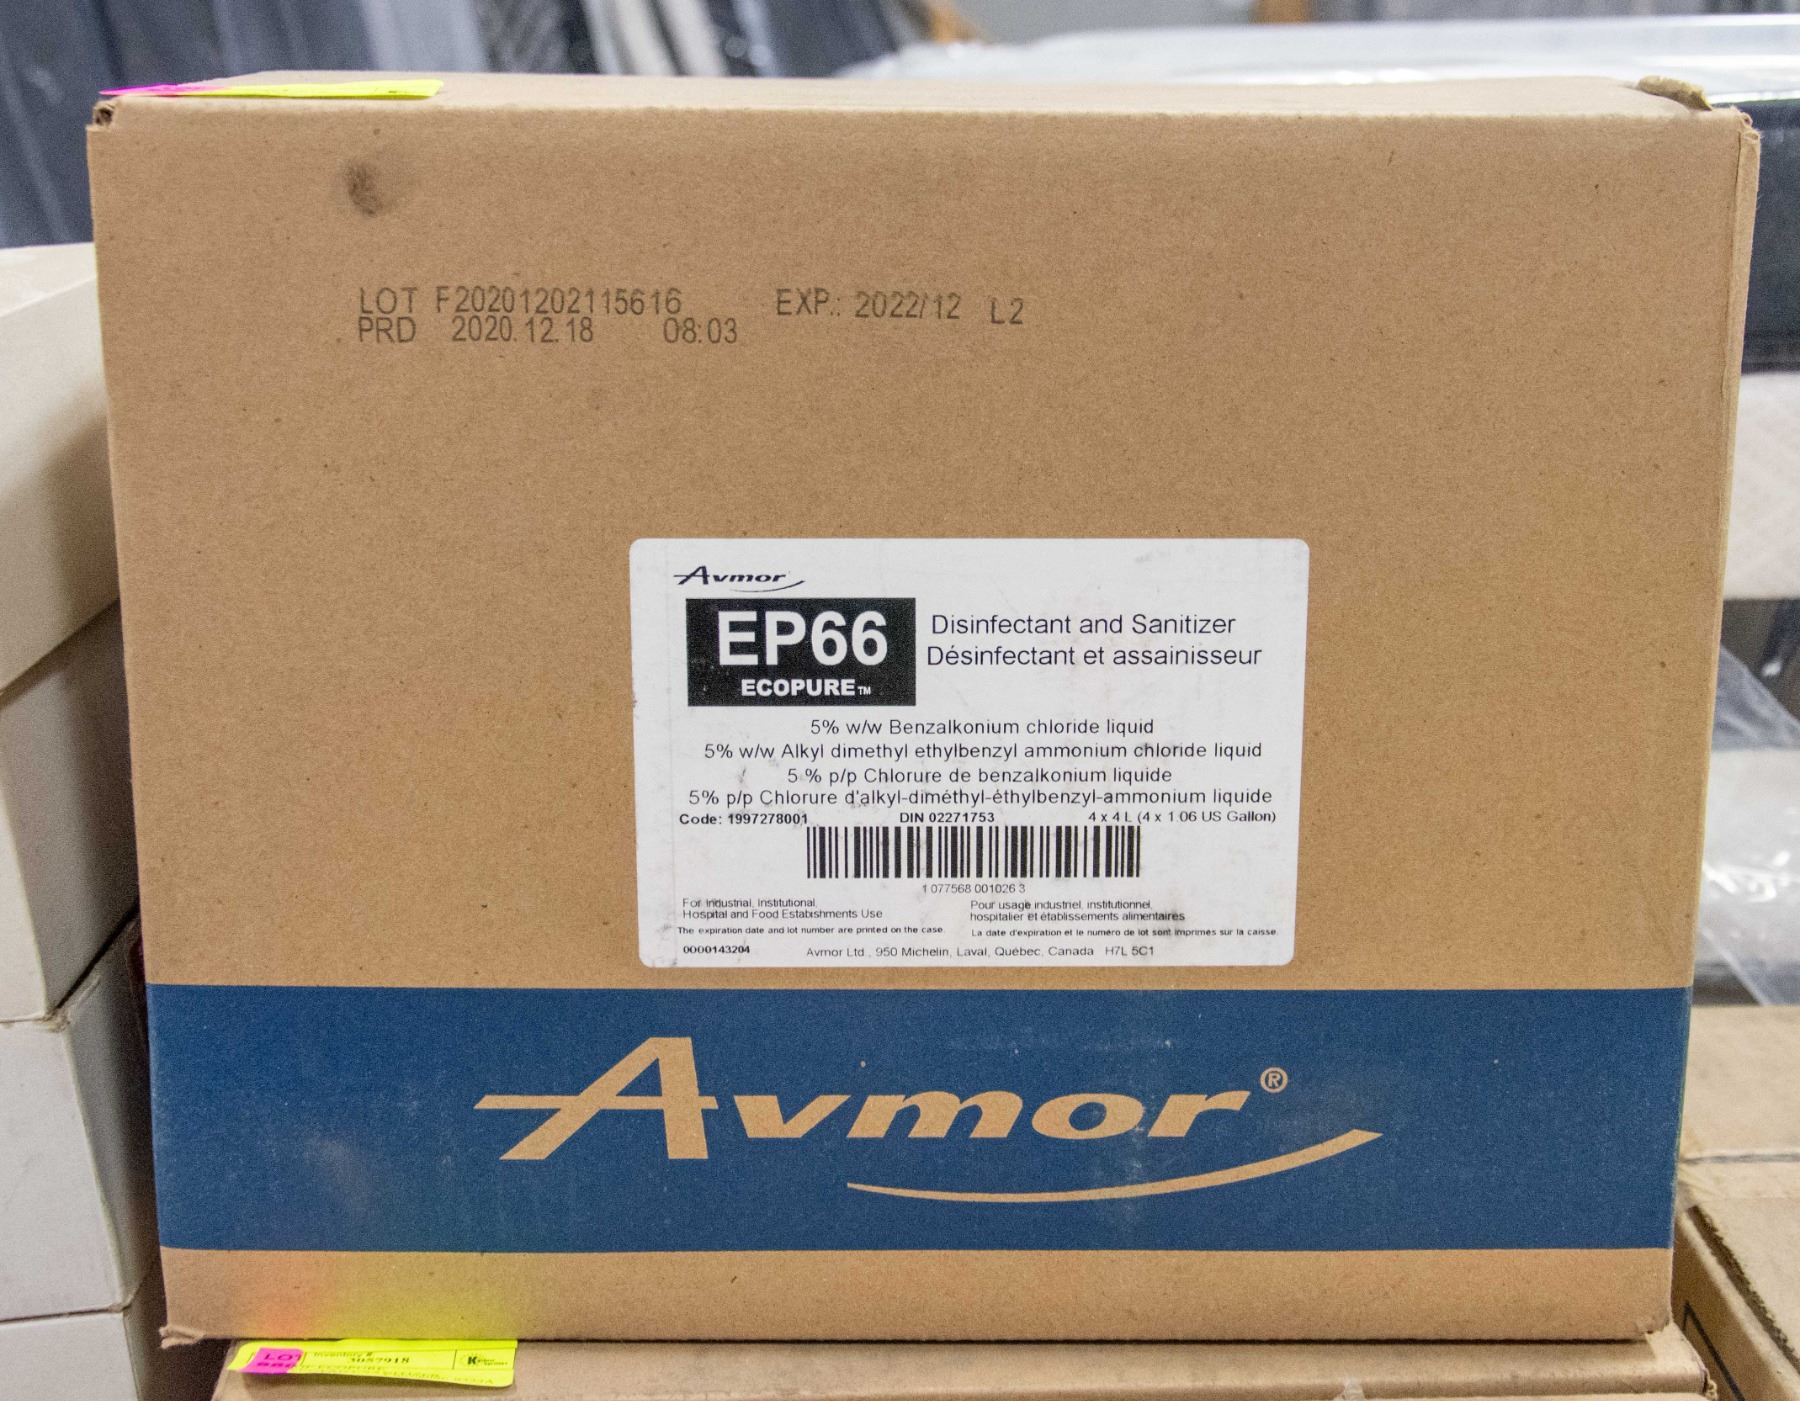 LOT F20201202115616 EXP.: 2022/12 L2
PRD 2020.12.18 08:03
Avmor
EP66
ECOPURE™
Disinfectant and Sanitizer
Désinfectant et assainisseur
5% w/w Benzalkonium chloride liquid
5% w/w Alkyl dimethyl ethylbenzyl ammonium chloride liquid
5 % p/p Chlorure de benzalkonium liquide
5% p/p Chlorure d'alkyl-diméthyl-éthylbenzyl-ammonium liquide
Code: 1997278001 DIN 02271753 4 x 4 L (4 x 1.06 US Gallon)
1 077568 001026 3
For Industrial, Institutional,
Hospital and Food Establishments Use
Pour usage industriel, institutionnel,
hospitalier et établissements alimentaires
The expiration date and lot number are printed on the case.
La date d'expiration et le numéro de lot sont imprimés sur la caisse.
0000143204 Avmor Ltd., 950 Michelin, Laval, Québec, Canada H7L 5C1
Avmor®
LOT Inventory # 3057918